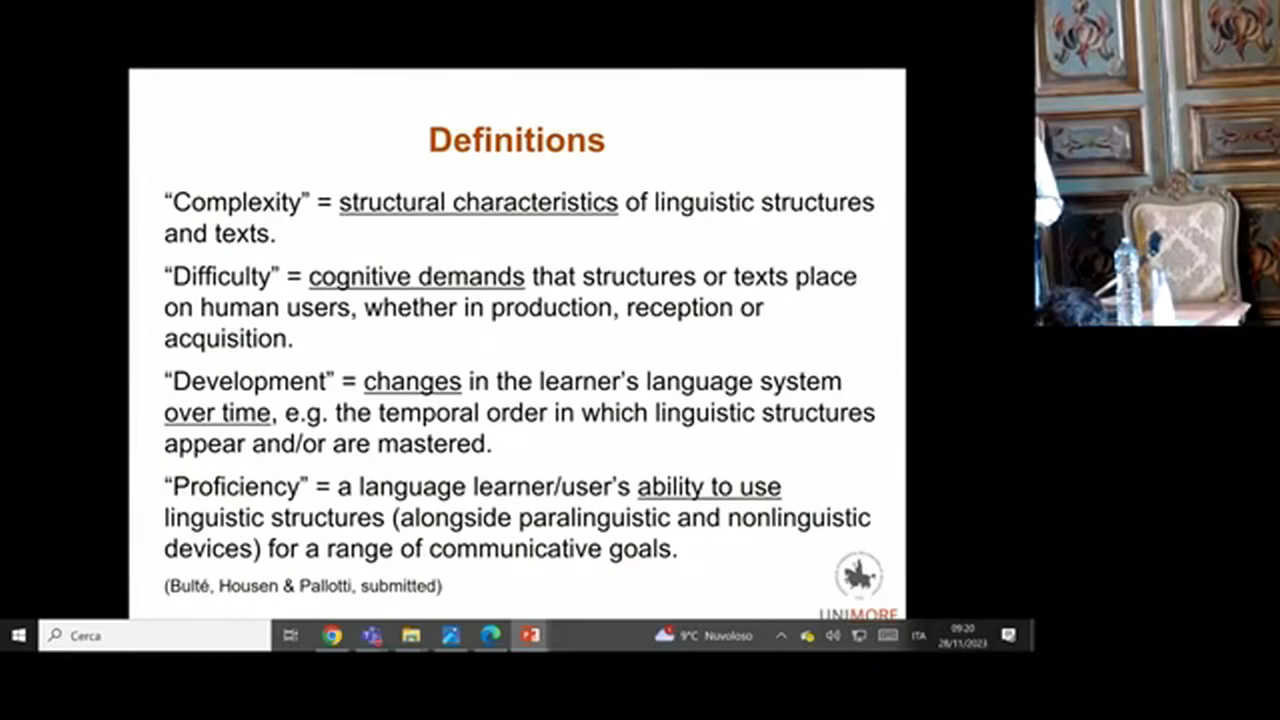 Definitions
“Complexity” = structural characteristics of linguistic structures
and texts.
“Difficulty” = cognitive demands that structures or texts place
on human users, whether in production, reception or
acquisition.
“Development” = changes in the learner’s language system
over time, e.g. the temporal order in which linguistic structures
appear and/or are mastered.
“Proficiency” = a language learner/user’s ability to use
linguistic structures (alongside paralinguistic and nonlinguistic
devices) for a range of communicative goals.
(Bulté, Housen & Pallotti, submitted)
UNIMORE
Cerca
9°C Nuvoloso
ITA
09:20
28/11/2023